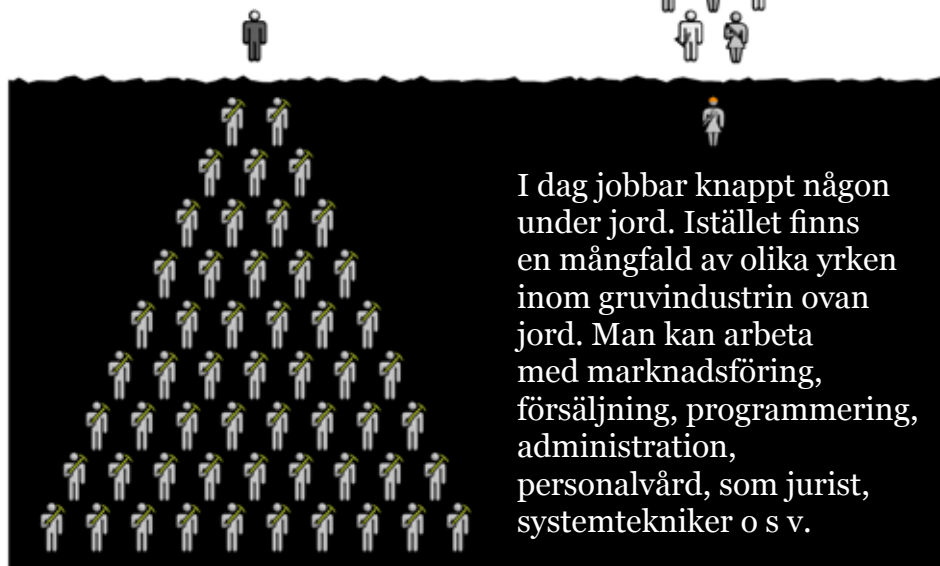 I dag jobbar knappt någon
under jord. Istället finns
en mångfald av olika yrken
inom gruvindustrin ovan
jord. Man kan arbeta
med marknadsföring,
försäljning, programmering,
administration,
personalvård, som jurist,
systemtekniker o s v.